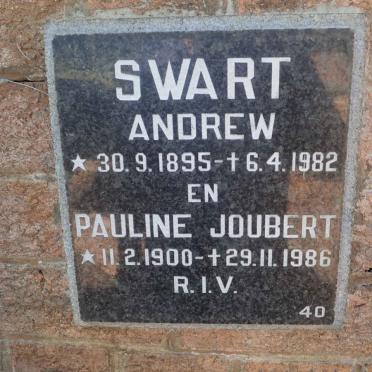 SWART
ANDREW
★ 30.9.1895-✝6.4.1982
EN
PAULINE JOUBERT
★11.2.1900-✝29.11.1986
R.I.V.
40